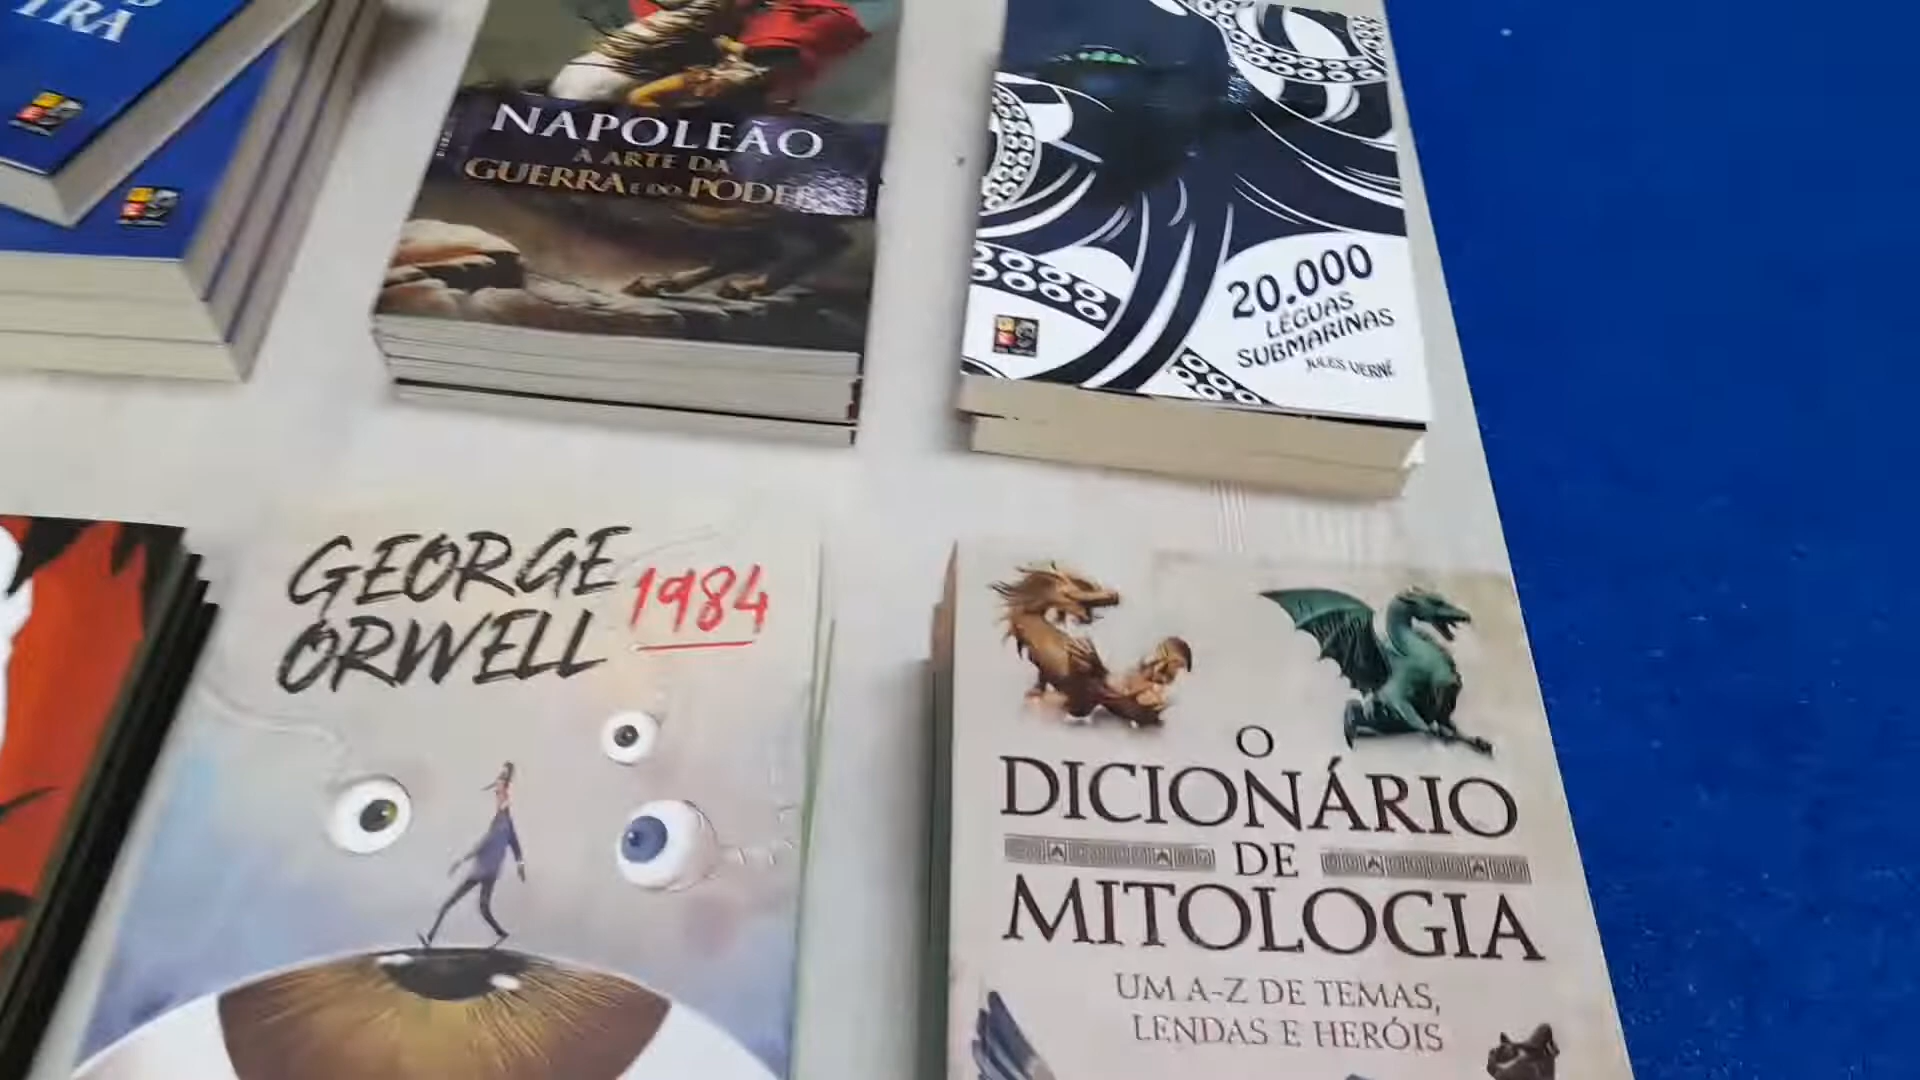 TRA
NAPOLEÃO
A ARTE DA
GUERRA E DO PODER
20.000
LÉGUAS
SUBMARINAS
JULES VERNE
GEORGE
ORWELL
1984
O
DICIONÁRIO
DE
MITOLOGIA
UM A-Z DE TEMAS,
LENDAS E HERÓIS